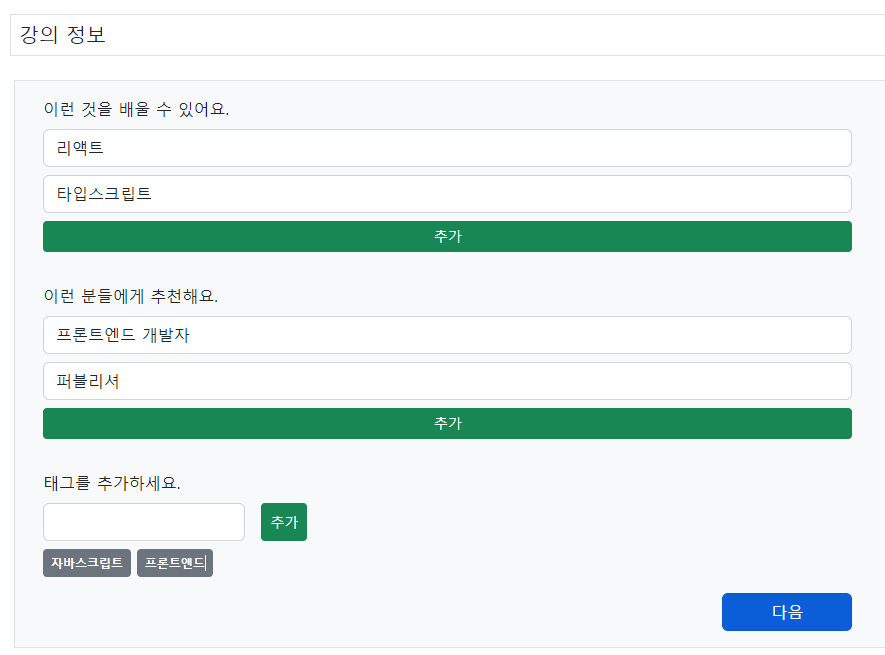 강의 정보
이런 것을 배울 수 있어요.
리액트
타입스크립트
추가
이런 분들에게 추천해요.
프론트엔드 개발자
퍼블리셔
추가
태그를 추가하세요.
추가
자바스크립트 프론트엔드
다음